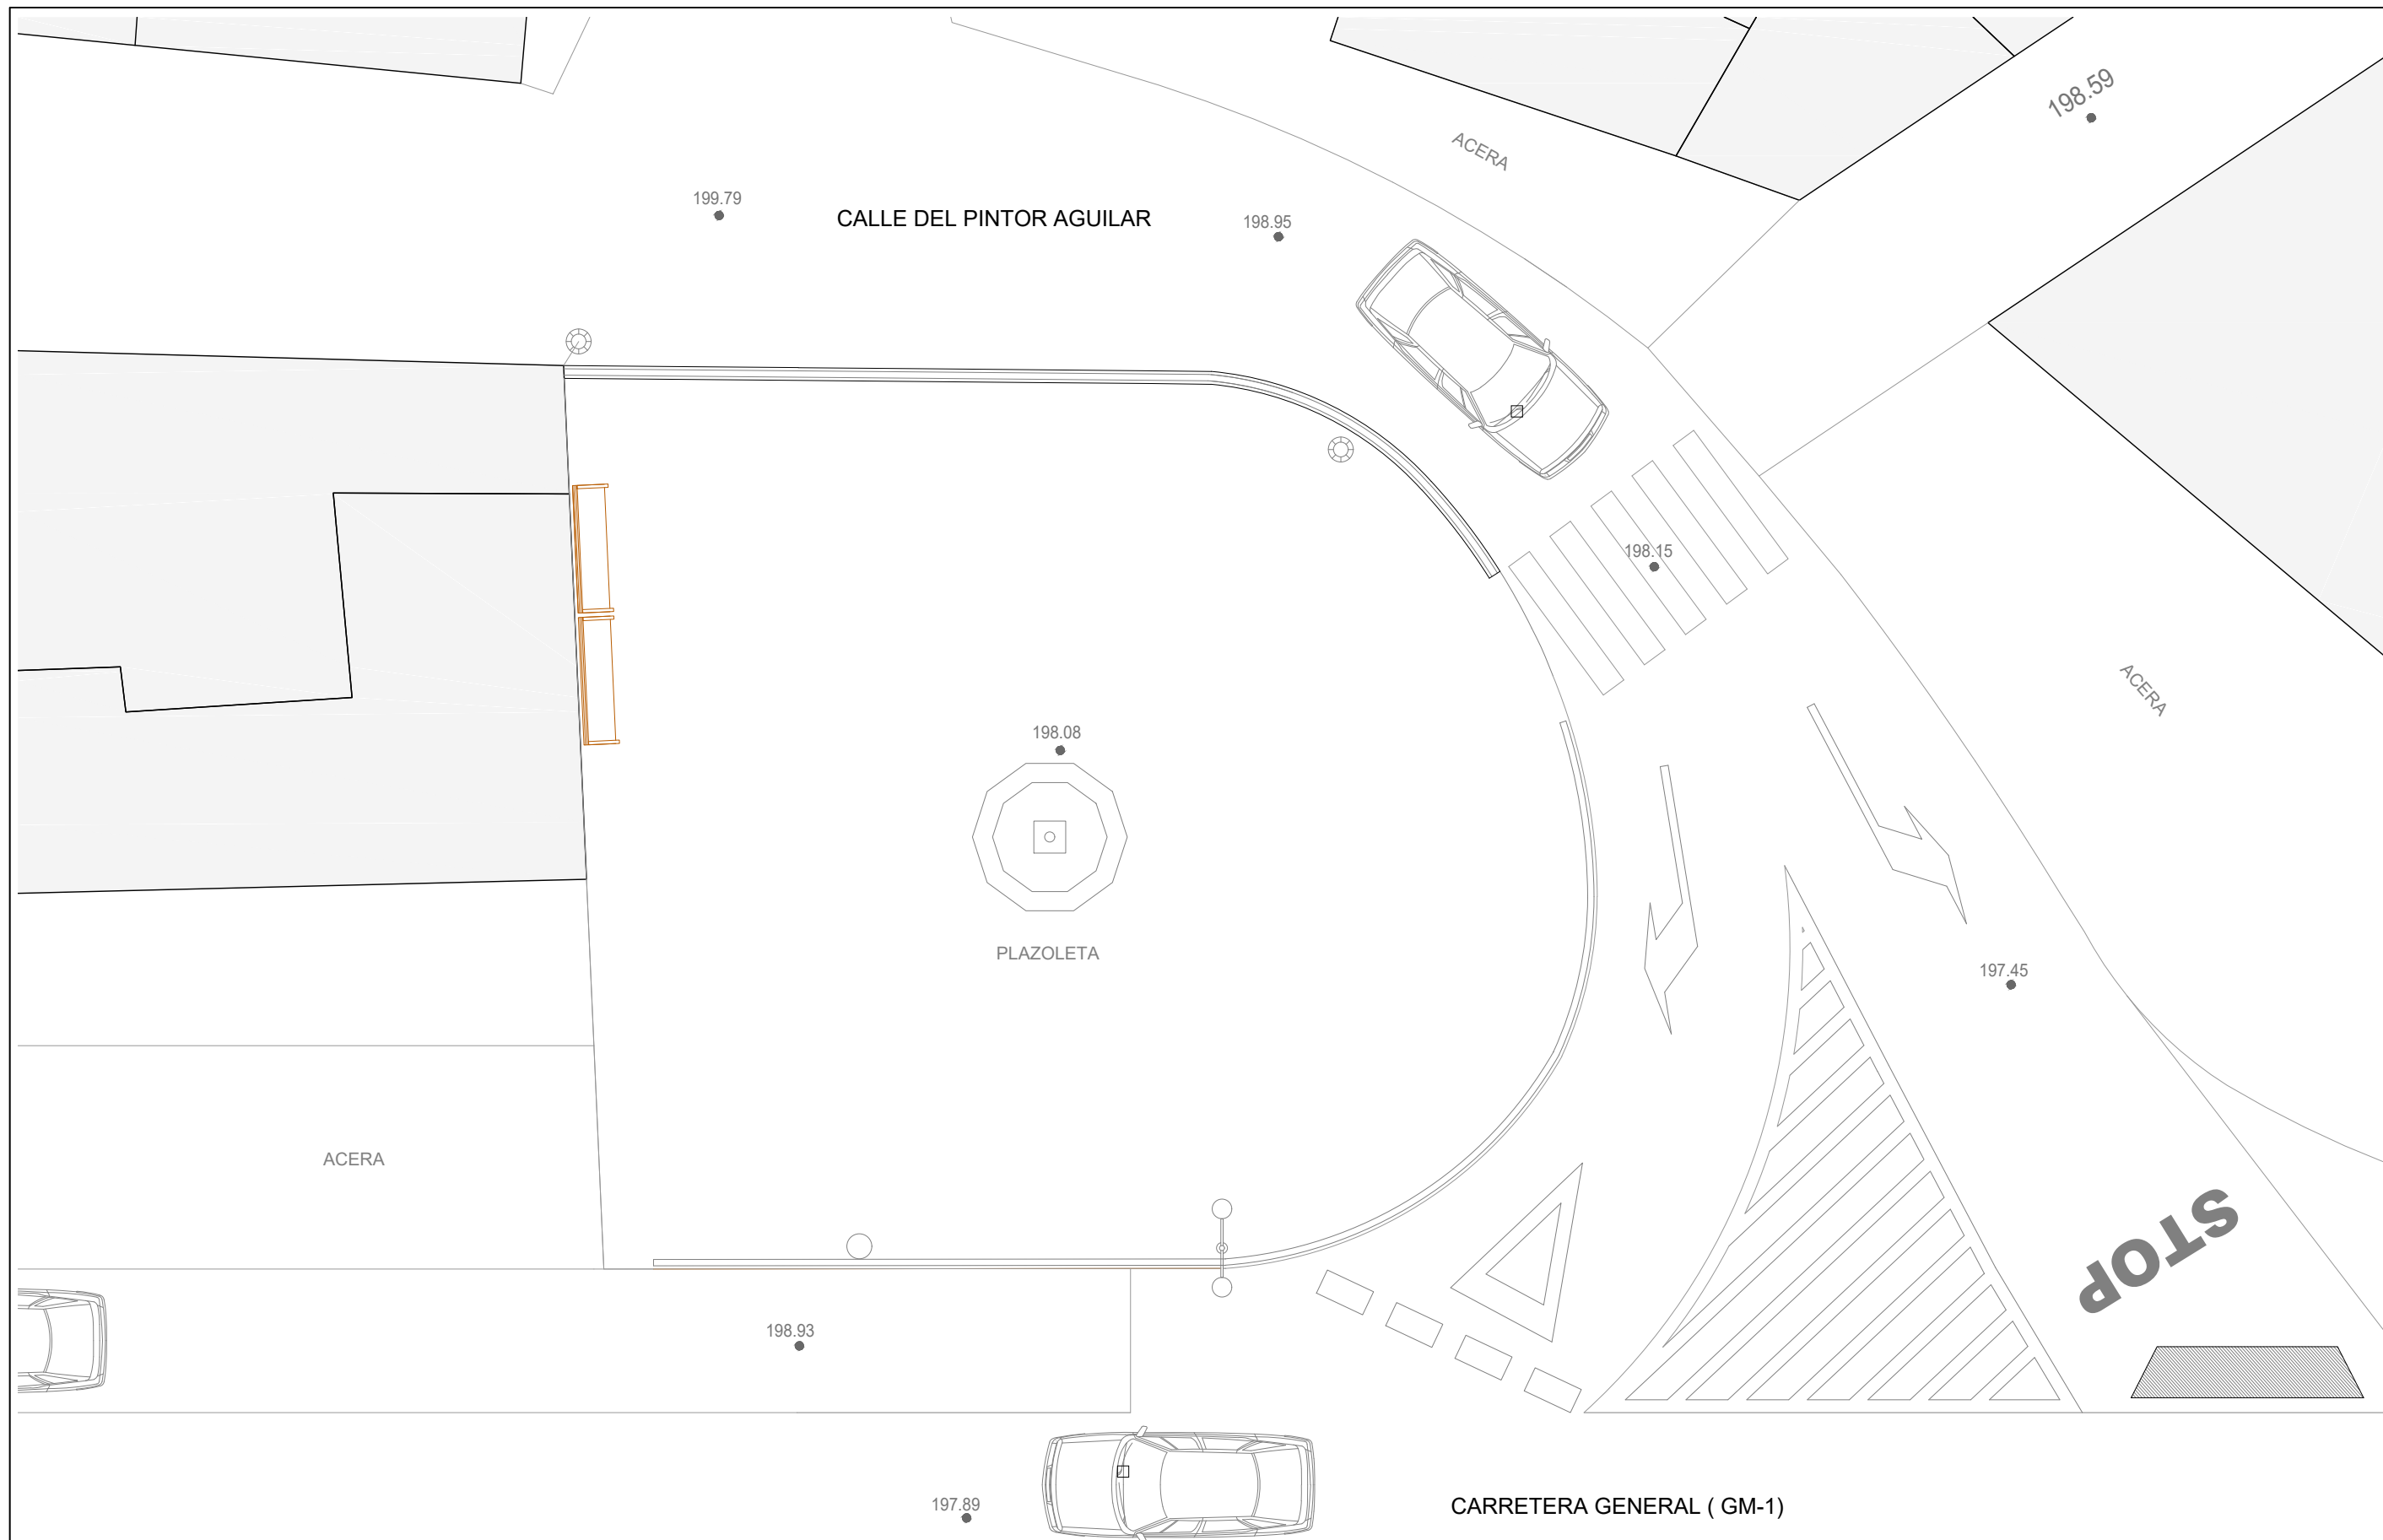 198.59
ACERA
199.79
CALLE DEL PINTOR AGUILAR
198.95
198.15
ACERA
198.08
PLAZOLETA
197.45
ACERA
STOP
198.93
197.89
CARRETERA GENERAL ( GM-1)